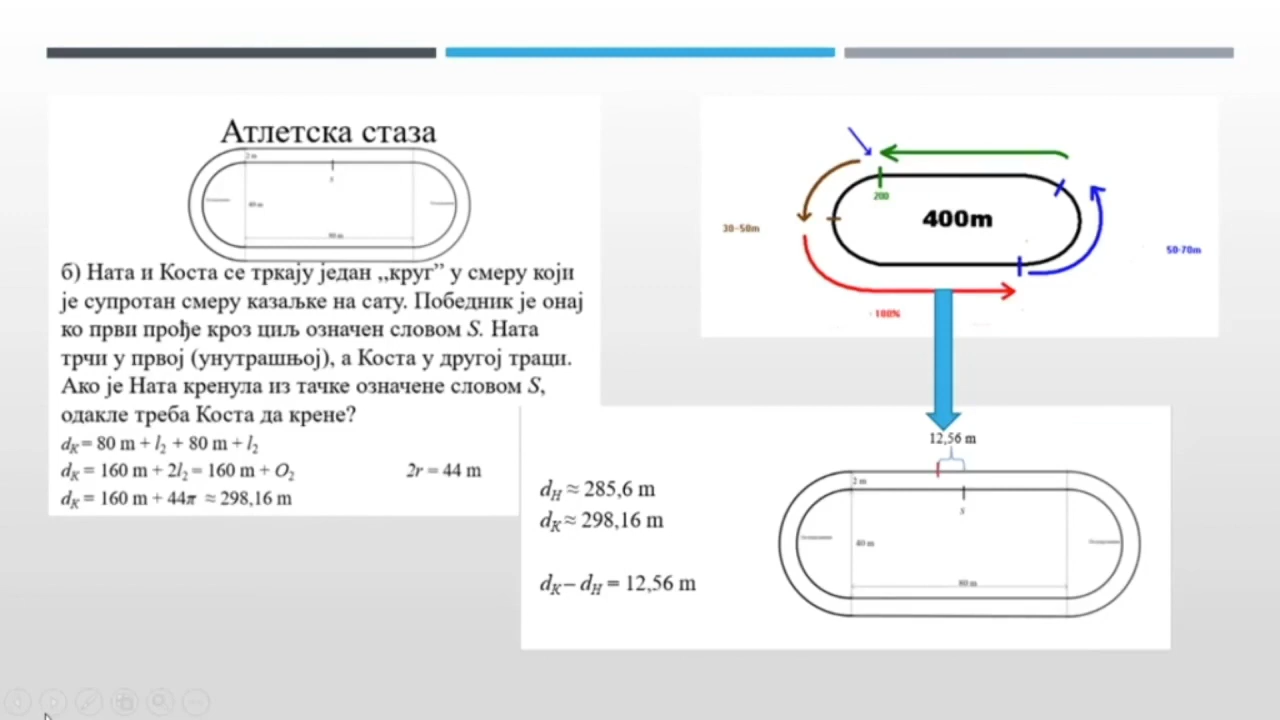 Атлетска стаза
2 m
S
40 m
80 m
б) Ната и Коста се тркају један „круг” у смеру који
је супротан смеру казаљке на сату. Победник је онај
ко први прође кроз циљ означен словом S. Ната
трчи у првој (унутрашњој), а Коста у другој траци.
Ако је Ната кренула из тачке означене словом S,
одакле треба Коста да крене?
dK = 80 m + l2 + 80 m + l2
dK = 160 m + 2l2 = 160 m + O2
2r = 44 m
dK = 160 m + 44π ≈ 298,16 m
200
400m
30-50m
50-70m
100%
dH ≈ 285,6 m
dK ≈ 298,16 m
dK – dH = 12,56 m
12,56 m
2 m
S
40 m
80 m